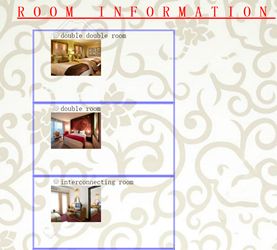 ROOM INFORMATION
double double room
double room
interconnecting room